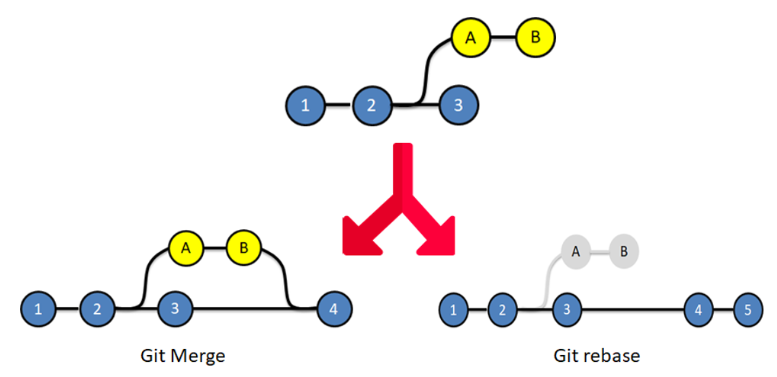 A B
1 2 3
A B
1 2 3 4
Git Merge
A B
1 2 3 4 5
Git rebase